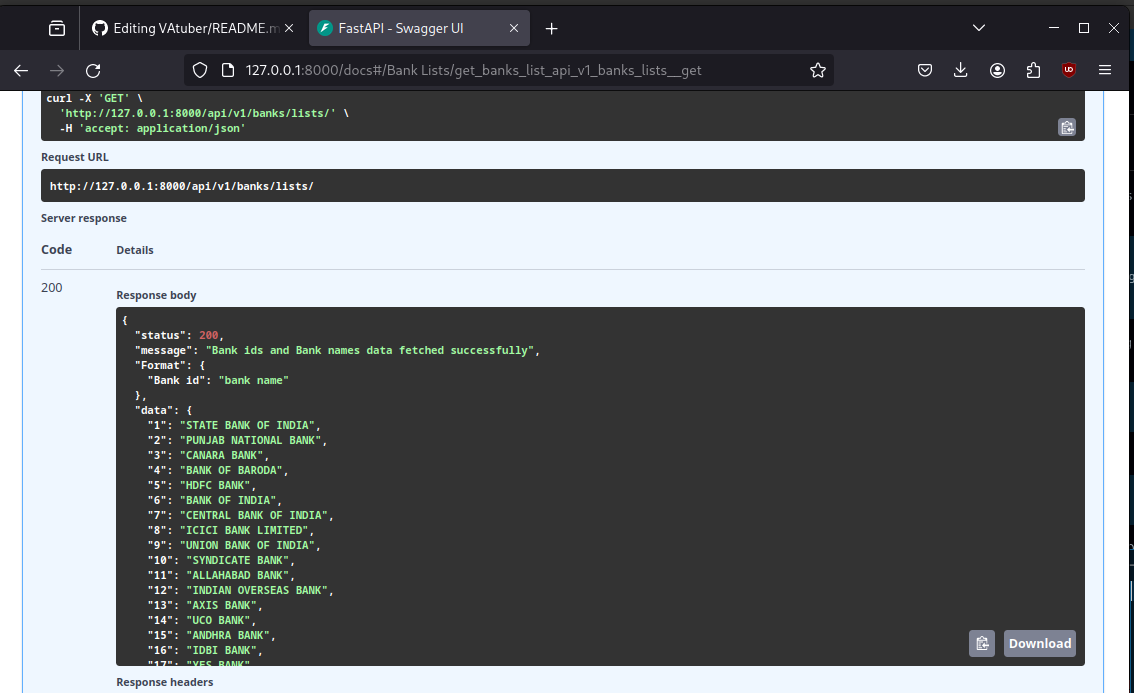 Editing VAtuber/README.m
FastAPI - Swagger UI
127.0.0.1:8000/docs#/Bank Lists/get_banks_list_api_v1_banks_lists__get
curl -X 'GET' \
'http://127.0.0.1:8000/api/v1/banks/lists/' \
-H 'accept: application/json'
Request URL
http://127.0.0.1:8000/api/v1/banks/lists/
Server response
Code Details
200
Response body
{
"status": 200,
"message": "Bank ids and Bank names data fetched successfully",
"Format": {
"Bank id": "bank name"
},
"data": {
"1": "STATE BANK OF INDIA",
"2": "PUNJAB NATIONAL BANK",
"3": "CANARA BANK",
"4": "BANK OF BARODA",
"5": "HDFC BANK",
"6": "BANK OF INDIA",
"7": "CENTRAL BANK OF INDIA",
"8": "ICICI BANK LIMITED",
"9": "UNION BANK OF INDIA",
"10": "SYNDICATE BANK",
"11": "ALLAHABAD BANK",
"12": "INDIAN OVERSEAS BANK",
"13": "AXIS BANK",
"14": "UCO BANK",
"15": "ANDHRA BANK",
"16": "IDBI BANK",
"17": "YES BANK",
Download
Response headers